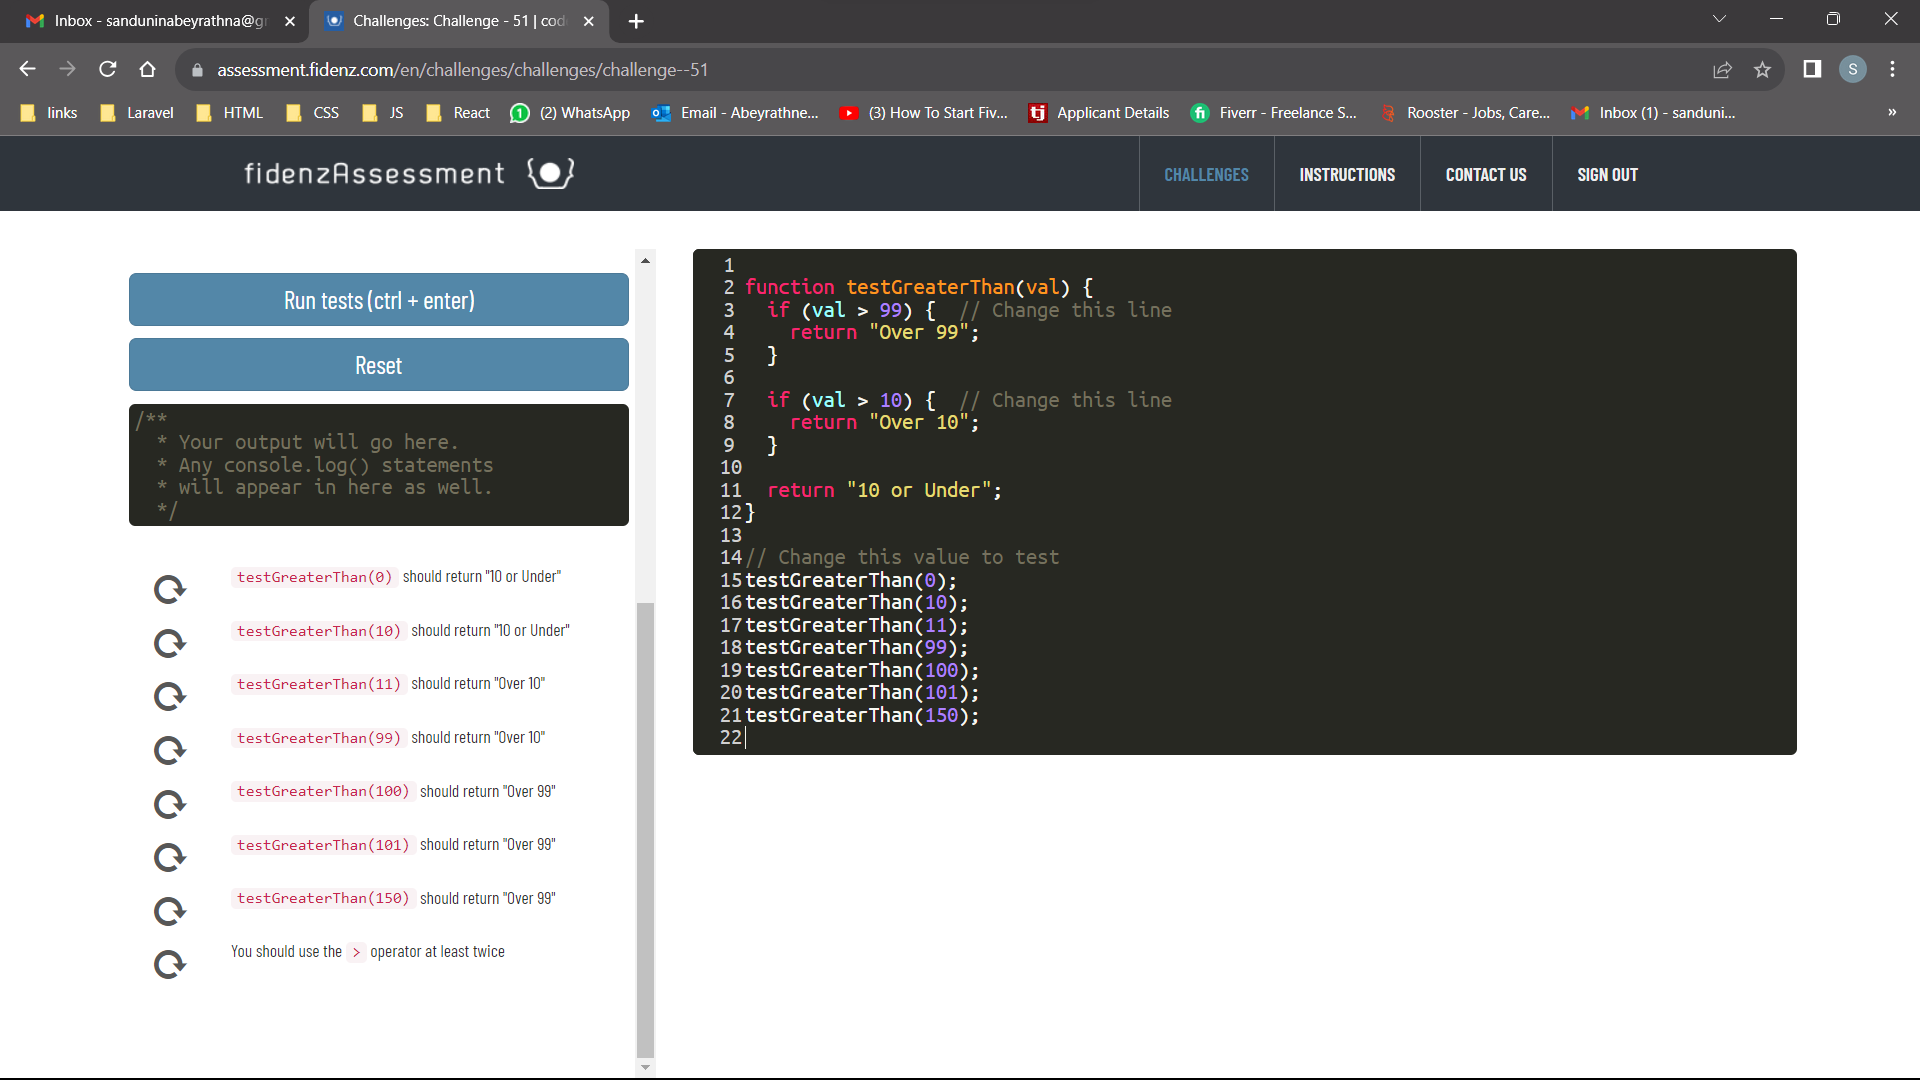 Inbox - sanduninabeyrathna@gr
Challenges: Challenge - 51 | cod
assessment.fidenz.com/en/challenges/challenges/challenge--51
S
links
Laravel
HTML
CSS
JS
React
(2) WhatsApp
Email - Abeyrathne...
(3) How To Start Fiv...
Applicant Details
Fiverr - Freelance S...
Rooster - Jobs, Care...
Inbox (1) - sanduni...
»
fidenzAssessment
CHALLENGES
INSTRUCTIONS
CONTACT US
SIGN OUT
Run tests (ctrl + enter)
Reset
/**
* Your output will go here.
* Any console.log() statements
* will appear in here as well.
*/
testGreaterThan(0) should return "10 or Under"
testGreaterThan(10) should return "10 or Under"
testGreaterThan(11) should return "Over 10"
testGreaterThan(99) should return "Over 10"
testGreaterThan(100) should return "Over 99"
testGreaterThan(101) should return "Over 99"
testGreaterThan(150) should return "Over 99"
You should use the > operator at least twice
1
2 function testGreaterThan(val) {
3 if (val > 99) { // Change this line
4 return "Over 99";
5 }
6
7 if (val > 10) { // Change this line
8 return "Over 10";
9 }
10
11 return "10 or Under";
12 }
13
14 // Change this value to test
15 testGreaterThan(0);
16 testGreaterThan(10);
17 testGreaterThan(11);
18 testGreaterThan(99);
19 testGreaterThan(100);
20 testGreaterThan(101);
21 testGreaterThan(150);
22